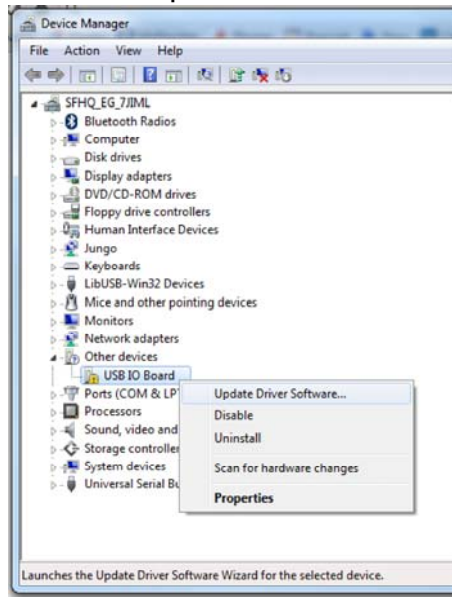 Device Manager
File Action View Help
SFHQ_EG_7JIML
Bluetooth Radios
Computer
Disk drives
Display adapters
DVD/CD-ROM drives
Floppy drive controllers
Human Interface Devices
Jungo
Keyboards
LibUSB-Win32 Devices
Mice and other pointing devices
Monitors
Network adapters
Other devices
USB IO Board
Ports (COM & LP
Processors
Sound, video and
Storage controller
System devices
Universal Serial Bu
Update Driver Software...
Disable
Uninstall
Scan for hardware changes
Properties
Launches the Update Driver Software Wizard for the selected device.